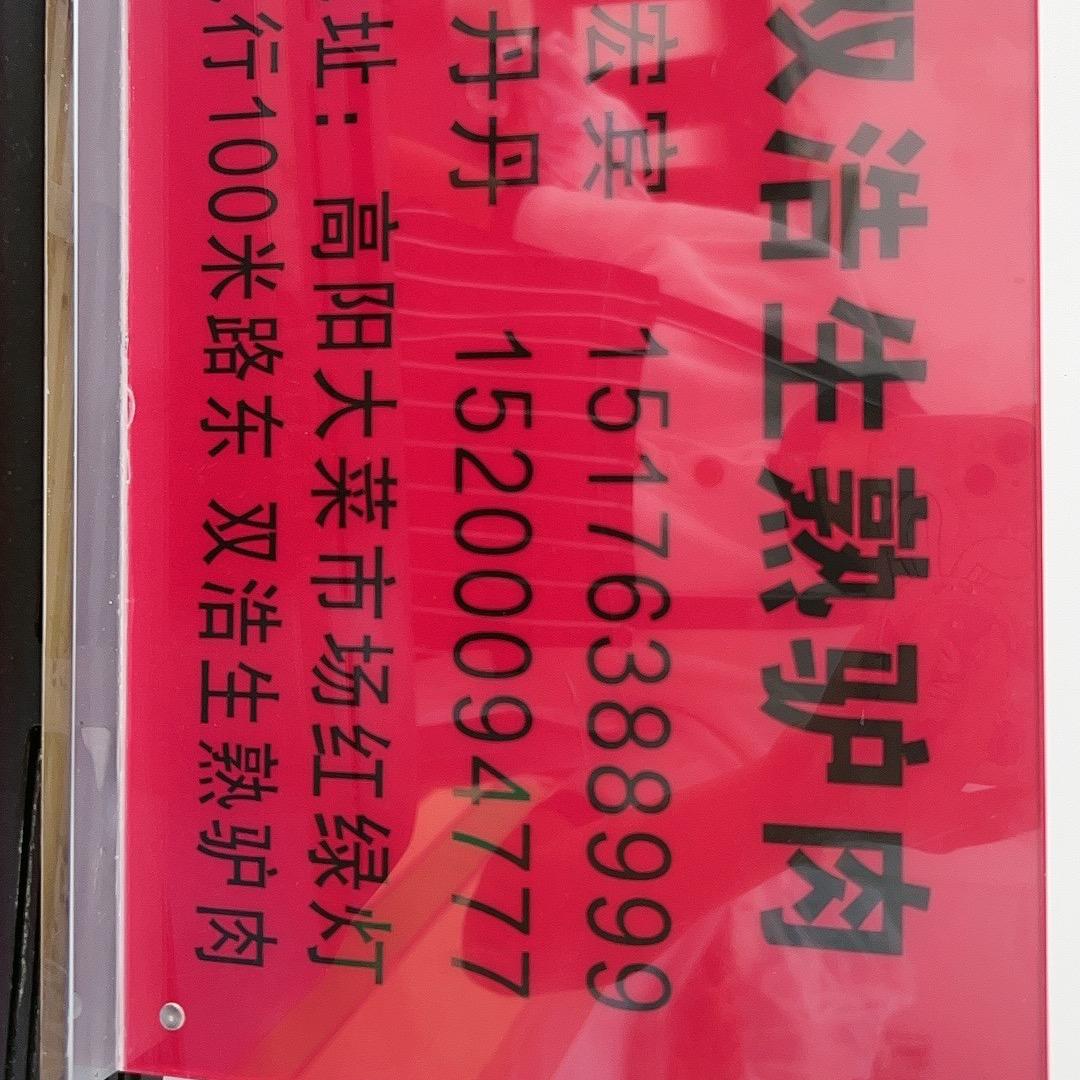 双浩生熟驴肉
宏宾 15176388999
丹丹 15200094777
址：高阳大菜市场红绿灯
行100米路东 双浩生熟驴肉